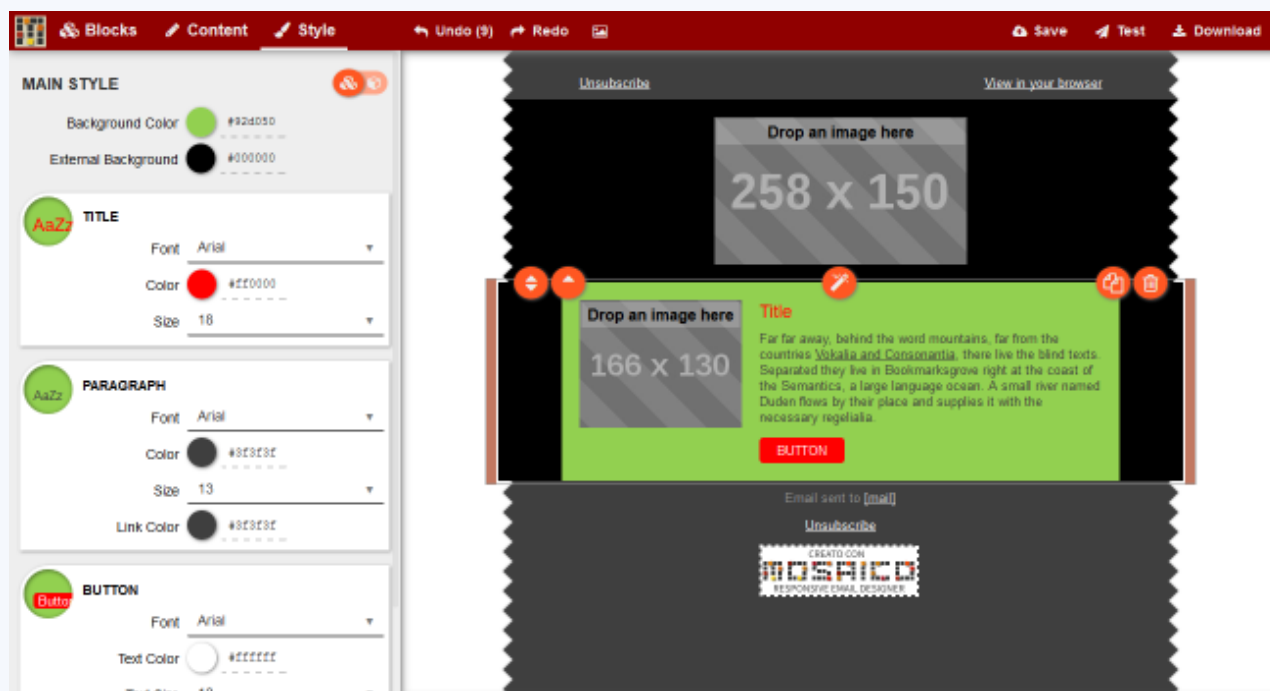 Blocks Content Style Undo (9) Redo Save Test Download
MAIN STYLE
Background Color #92d050
External Background #000000
AaZz TITLE
Font Arial
Color #ff0000
Size 18
AaZz PARAGRAPH
Font Arial
Color #3f3f3f
Size 13
Link Color #3f3f3f
Button BUTTON
Font Arial
Text Color #ffffff
Unsubscribe View in your browser
Drop an image here
258 x 150
Drop an image here
166 x 130
Title
Far far away, behind the word mountains, far from the
countries Vokalia and Consonantia, there live the blind texts.
Separated they live in Bookmarksgrove right at the coast of
the Semantics, a large language ocean. A small river named
Duden flows by their place and supplies it with the
necessary regelialia.
BUTTON
Email sent to [mail]
Unsubscribe
CREATO CON
MOSAICO
RESPONSIVE EMAIL DESIGNER